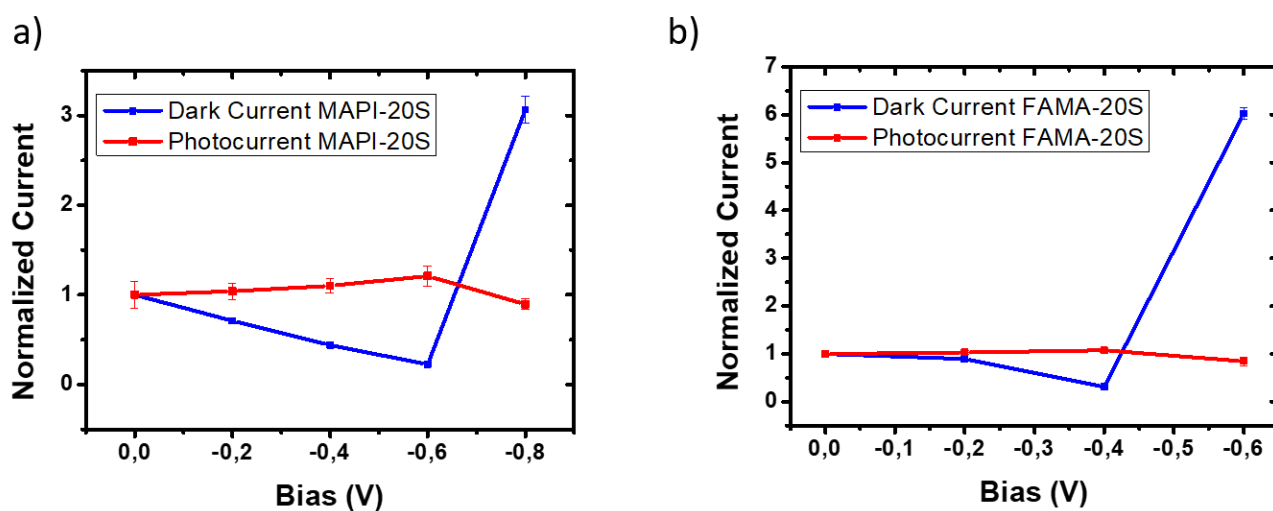 a)
Normalized Current
3
2
1
0
Dark Current MAPI-20S
Photocurrent MAPI-20S
0,0 -0,2 -0,4 -0,6 -0,8
Bias (V)
b)
Normalized Current
7
6
5
4
3
2
1
0
Dark Current FAMA-20S
Photocurrent FAMA-20S
0,0 -0,1 -0,2 -0,3 -0,4 -0,5 -0,6
Bias (V)